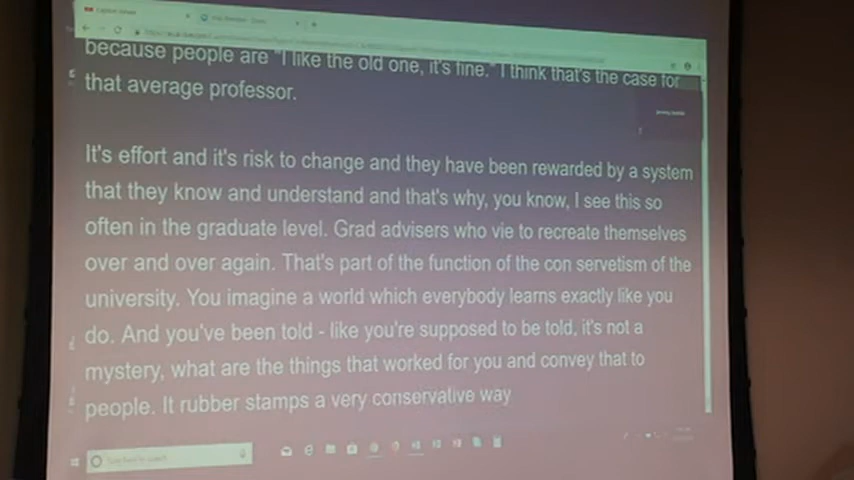 because people are "I like the old one, it's fine." I think that's the case for
that average professor.
It's effort and it's risk to change and they have been rewarded by a system
that they know and understand and that's why, you know, I see this so
often in the graduate level. Grad advisers who vie to recreate themselves
over and over again. That's part of the function of the con servetism of the
university. You imagine a world which everybody learns exactly like you
do. And you've been told - like you're supposed to be told, it's not a
mystery, what are the things that worked for you and convey that to
people. It rubber stamps a very conservative way